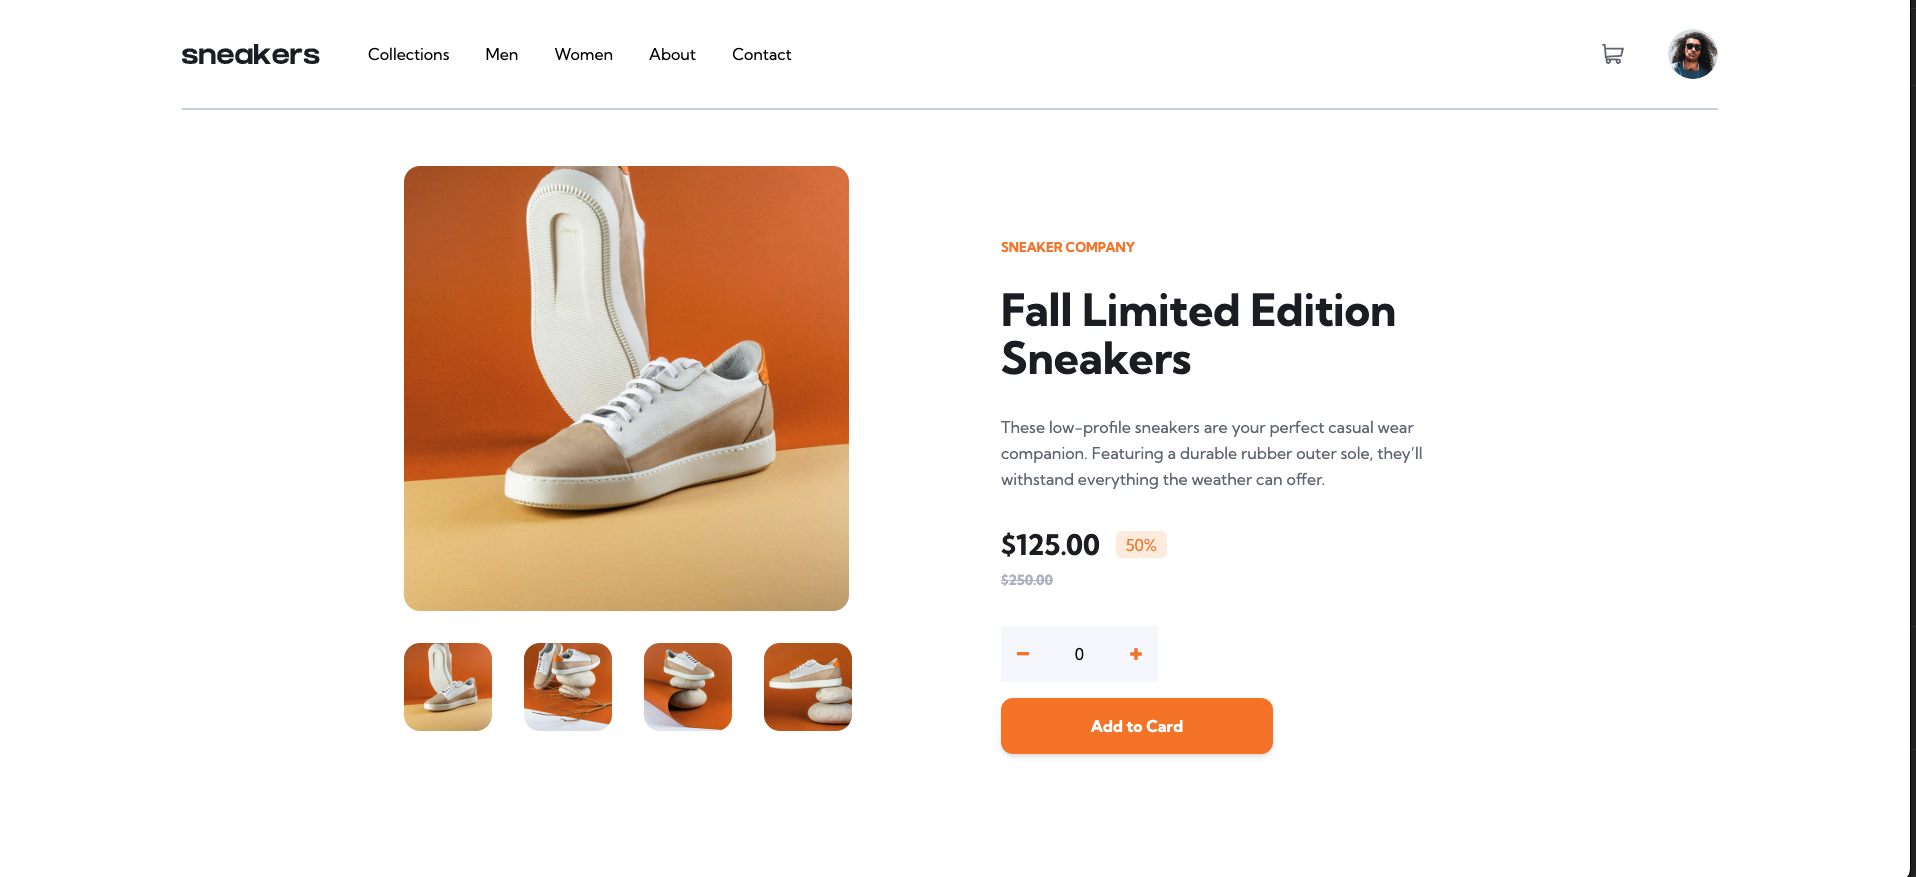 sneakers
Collections Men Women About Contact
SNEAKER COMPANY
Fall Limited Edition
Sneakers
These low-profile sneakers are your perfect casual wear
companion. Featuring a durable rubber outer sole, they’ll
withstand everything the weather can offer.
$125.00 50%
$250.00
0
Add to Card